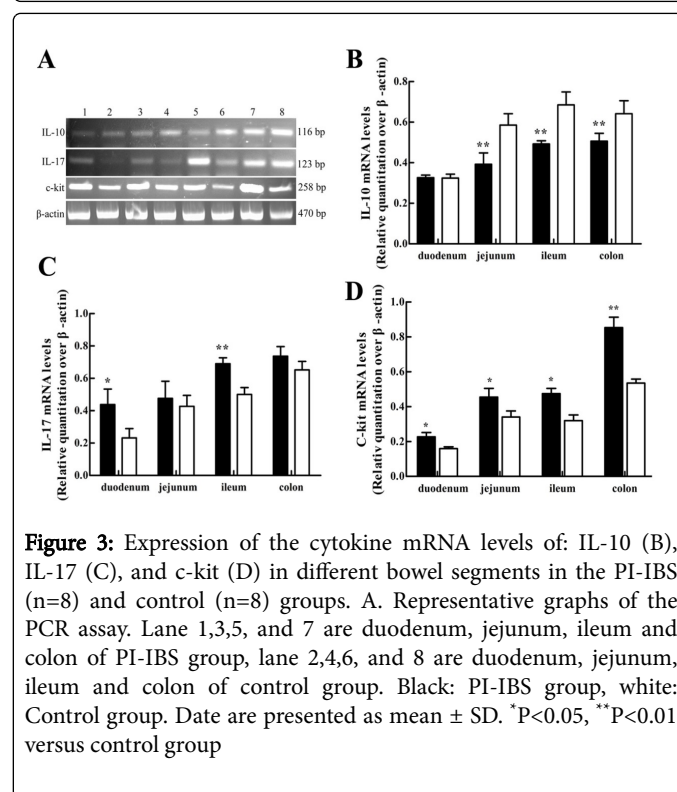 A
1 2 3 4 5 6 7 8
IL-10 116 bp
IL-17 123 bp
c-kit 258 bp
β-actin 470 bp
B
IL-10 mRNA levels
(Relative quantitation over β -actin)
0.8
0.6
0.4
0.2
0.0
** ** **
duodenum jejunum ileum colon
C
IL-17 mRNA levels
(Relative quantitation over β -actin)
1.0
0.8
0.6
0.4
0.2
0.0
* **
duodenum jejunum ileum colon
D
C-kit mRNA levels
(Relativ quantitation over β -actin)
1.0
0.8
0.6
0.4
0.2
0.0
* * * **
duodenum jejunum ileum colon
Figure 3: Expression of the cytokine mRNA levels of: IL-10 (B),
IL-17 (C), and c-kit (D) in different bowel segments in the PI-IBS
(n=8) and control (n=8) groups. A. Representative graphs of the
PCR assay. Lane 1,3,5, and 7 are duodenum, jejunum, ileum and
colon of PI-IBS group, lane 2,4,6, and 8 are duodenum, jejunum,
ileum and colon of control group. Black: PI-IBS group, white:
Control group. Date are presented as mean ± SD. *P<0.05, **P<0.01
versus control group